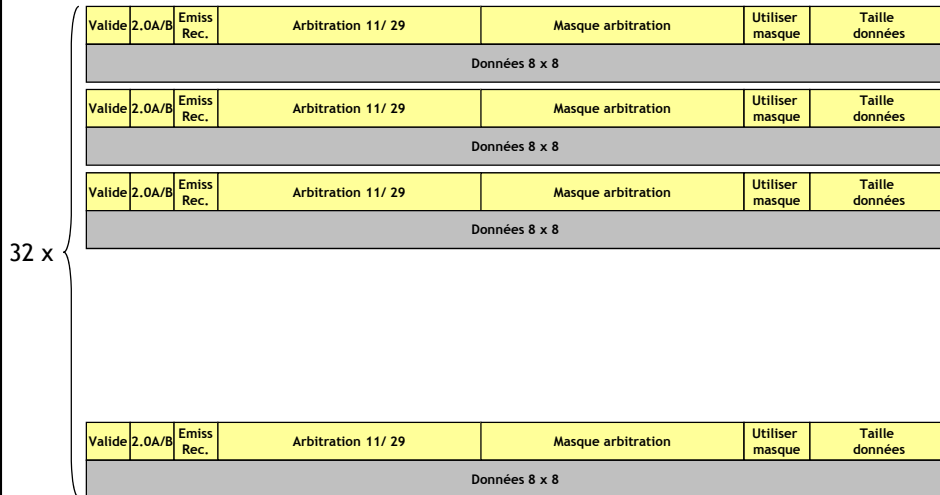 Valide 2.0A/B Emiss Rec. Arbitration 11/ 29 Masque arbitration Utiliser masque Taille données
Données 8 x 8
Valide 2.0A/B Emiss Rec. Arbitration 11/ 29 Masque arbitration Utiliser masque Taille données
Données 8 x 8
Valide 2.0A/B Emiss Rec. Arbitration 11/ 29 Masque arbitration Utiliser masque Taille données
Données 8 x 8
32 x
Valide 2.0A/B Emiss Rec. Arbitration 11/ 29 Masque arbitration Utiliser masque Taille données
Données 8 x 8